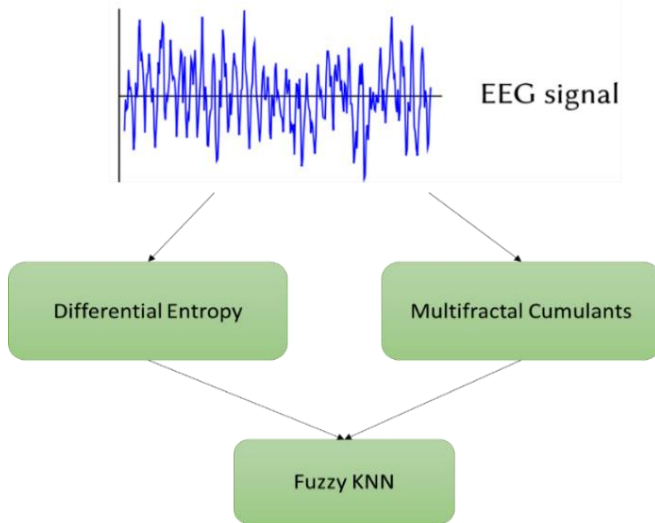 EEG signal
Differential Entropy
Multifractal Cumulants
Fuzzy KNN